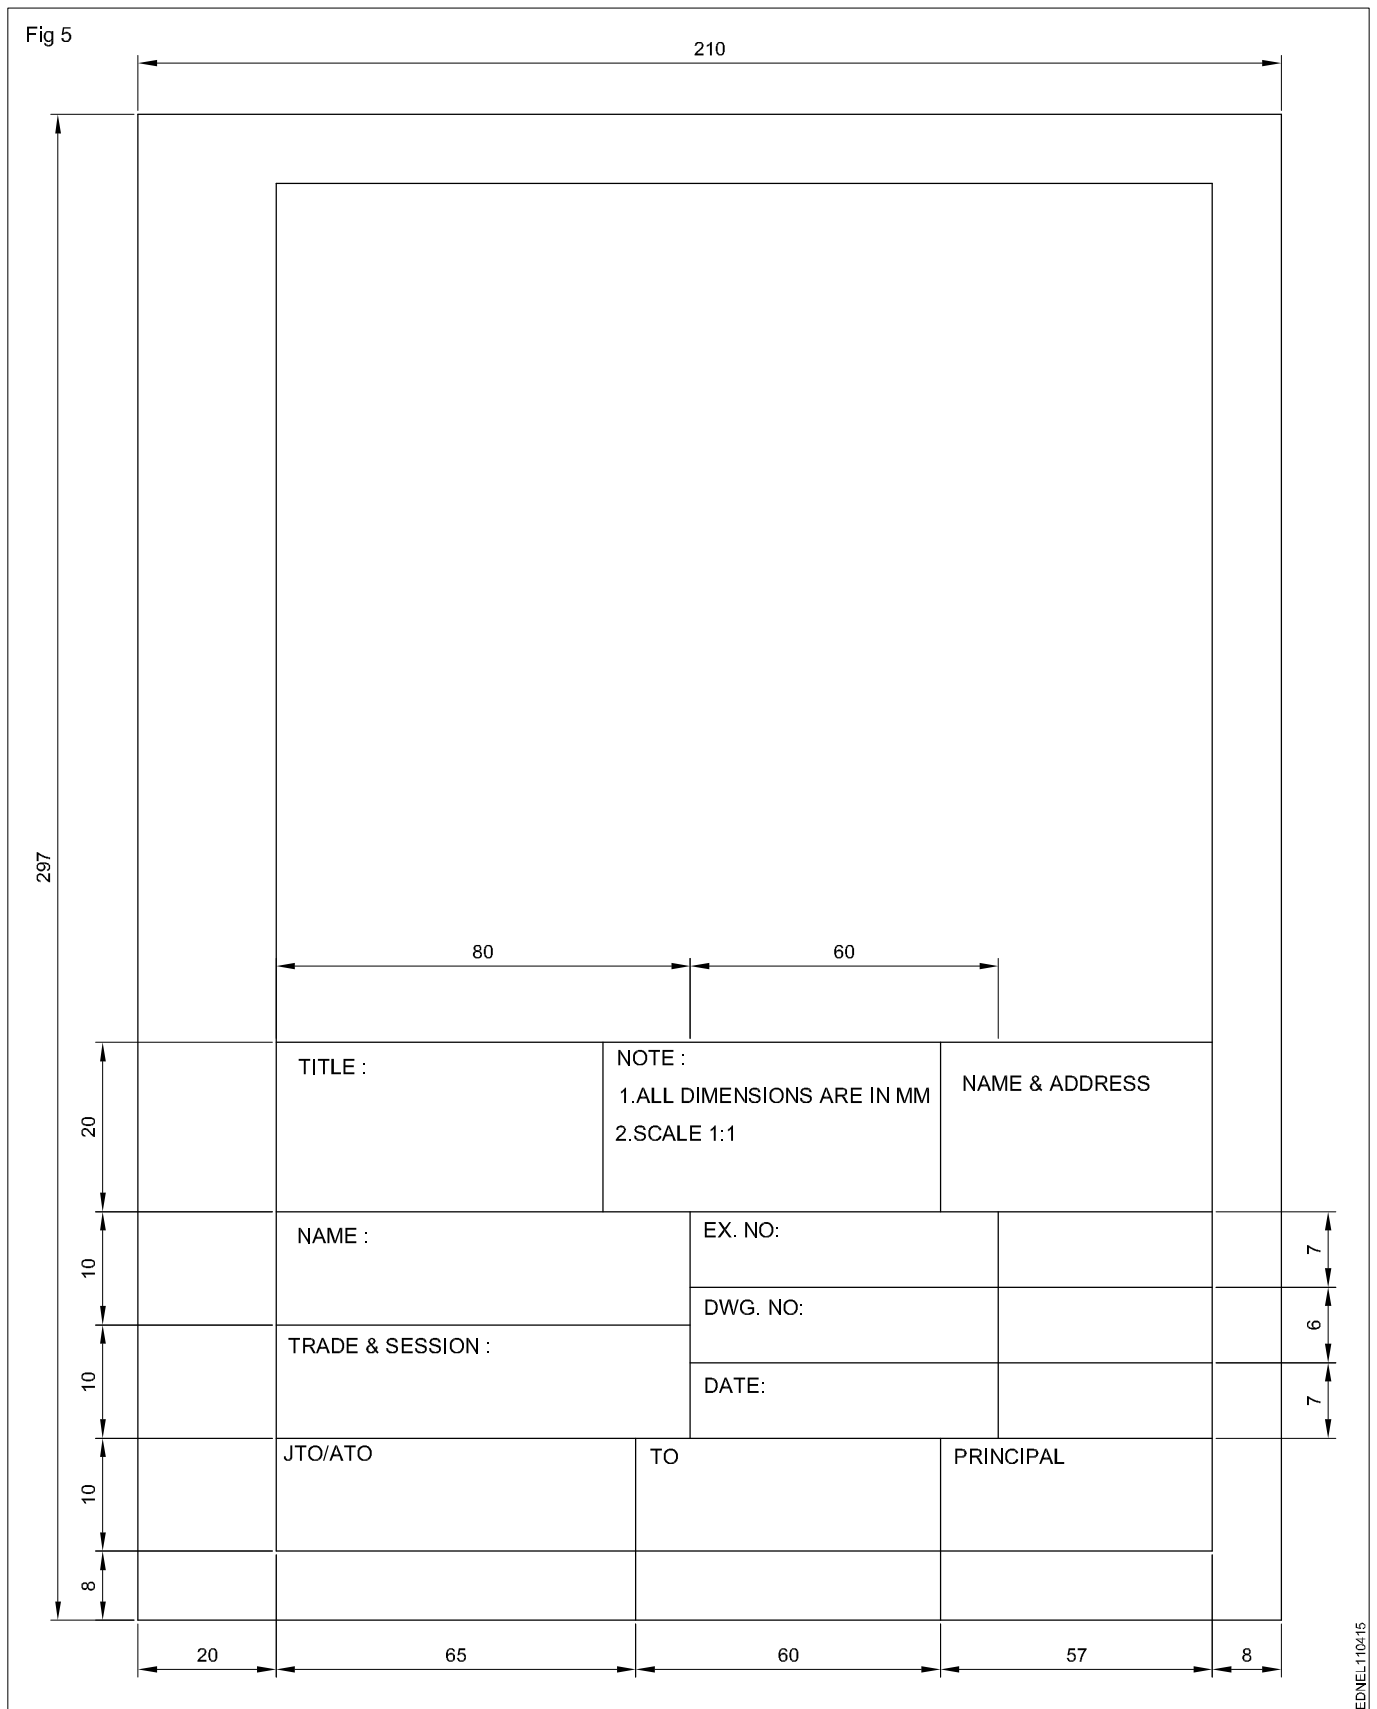 Fig 5
210
297
80
60
TITLE :
NOTE :
1.ALL DIMENSIONS ARE IN MM
2.SCALE 1:1
NAME & ADDRESS
20
NAME :
EX. NO:
7
10
DWG. NO:
6
TRADE & SESSION :
10
DATE:
7
JTO/ATO
TO
PRINCIPAL
10
8
20
65
60
57
8
EDNEL110415